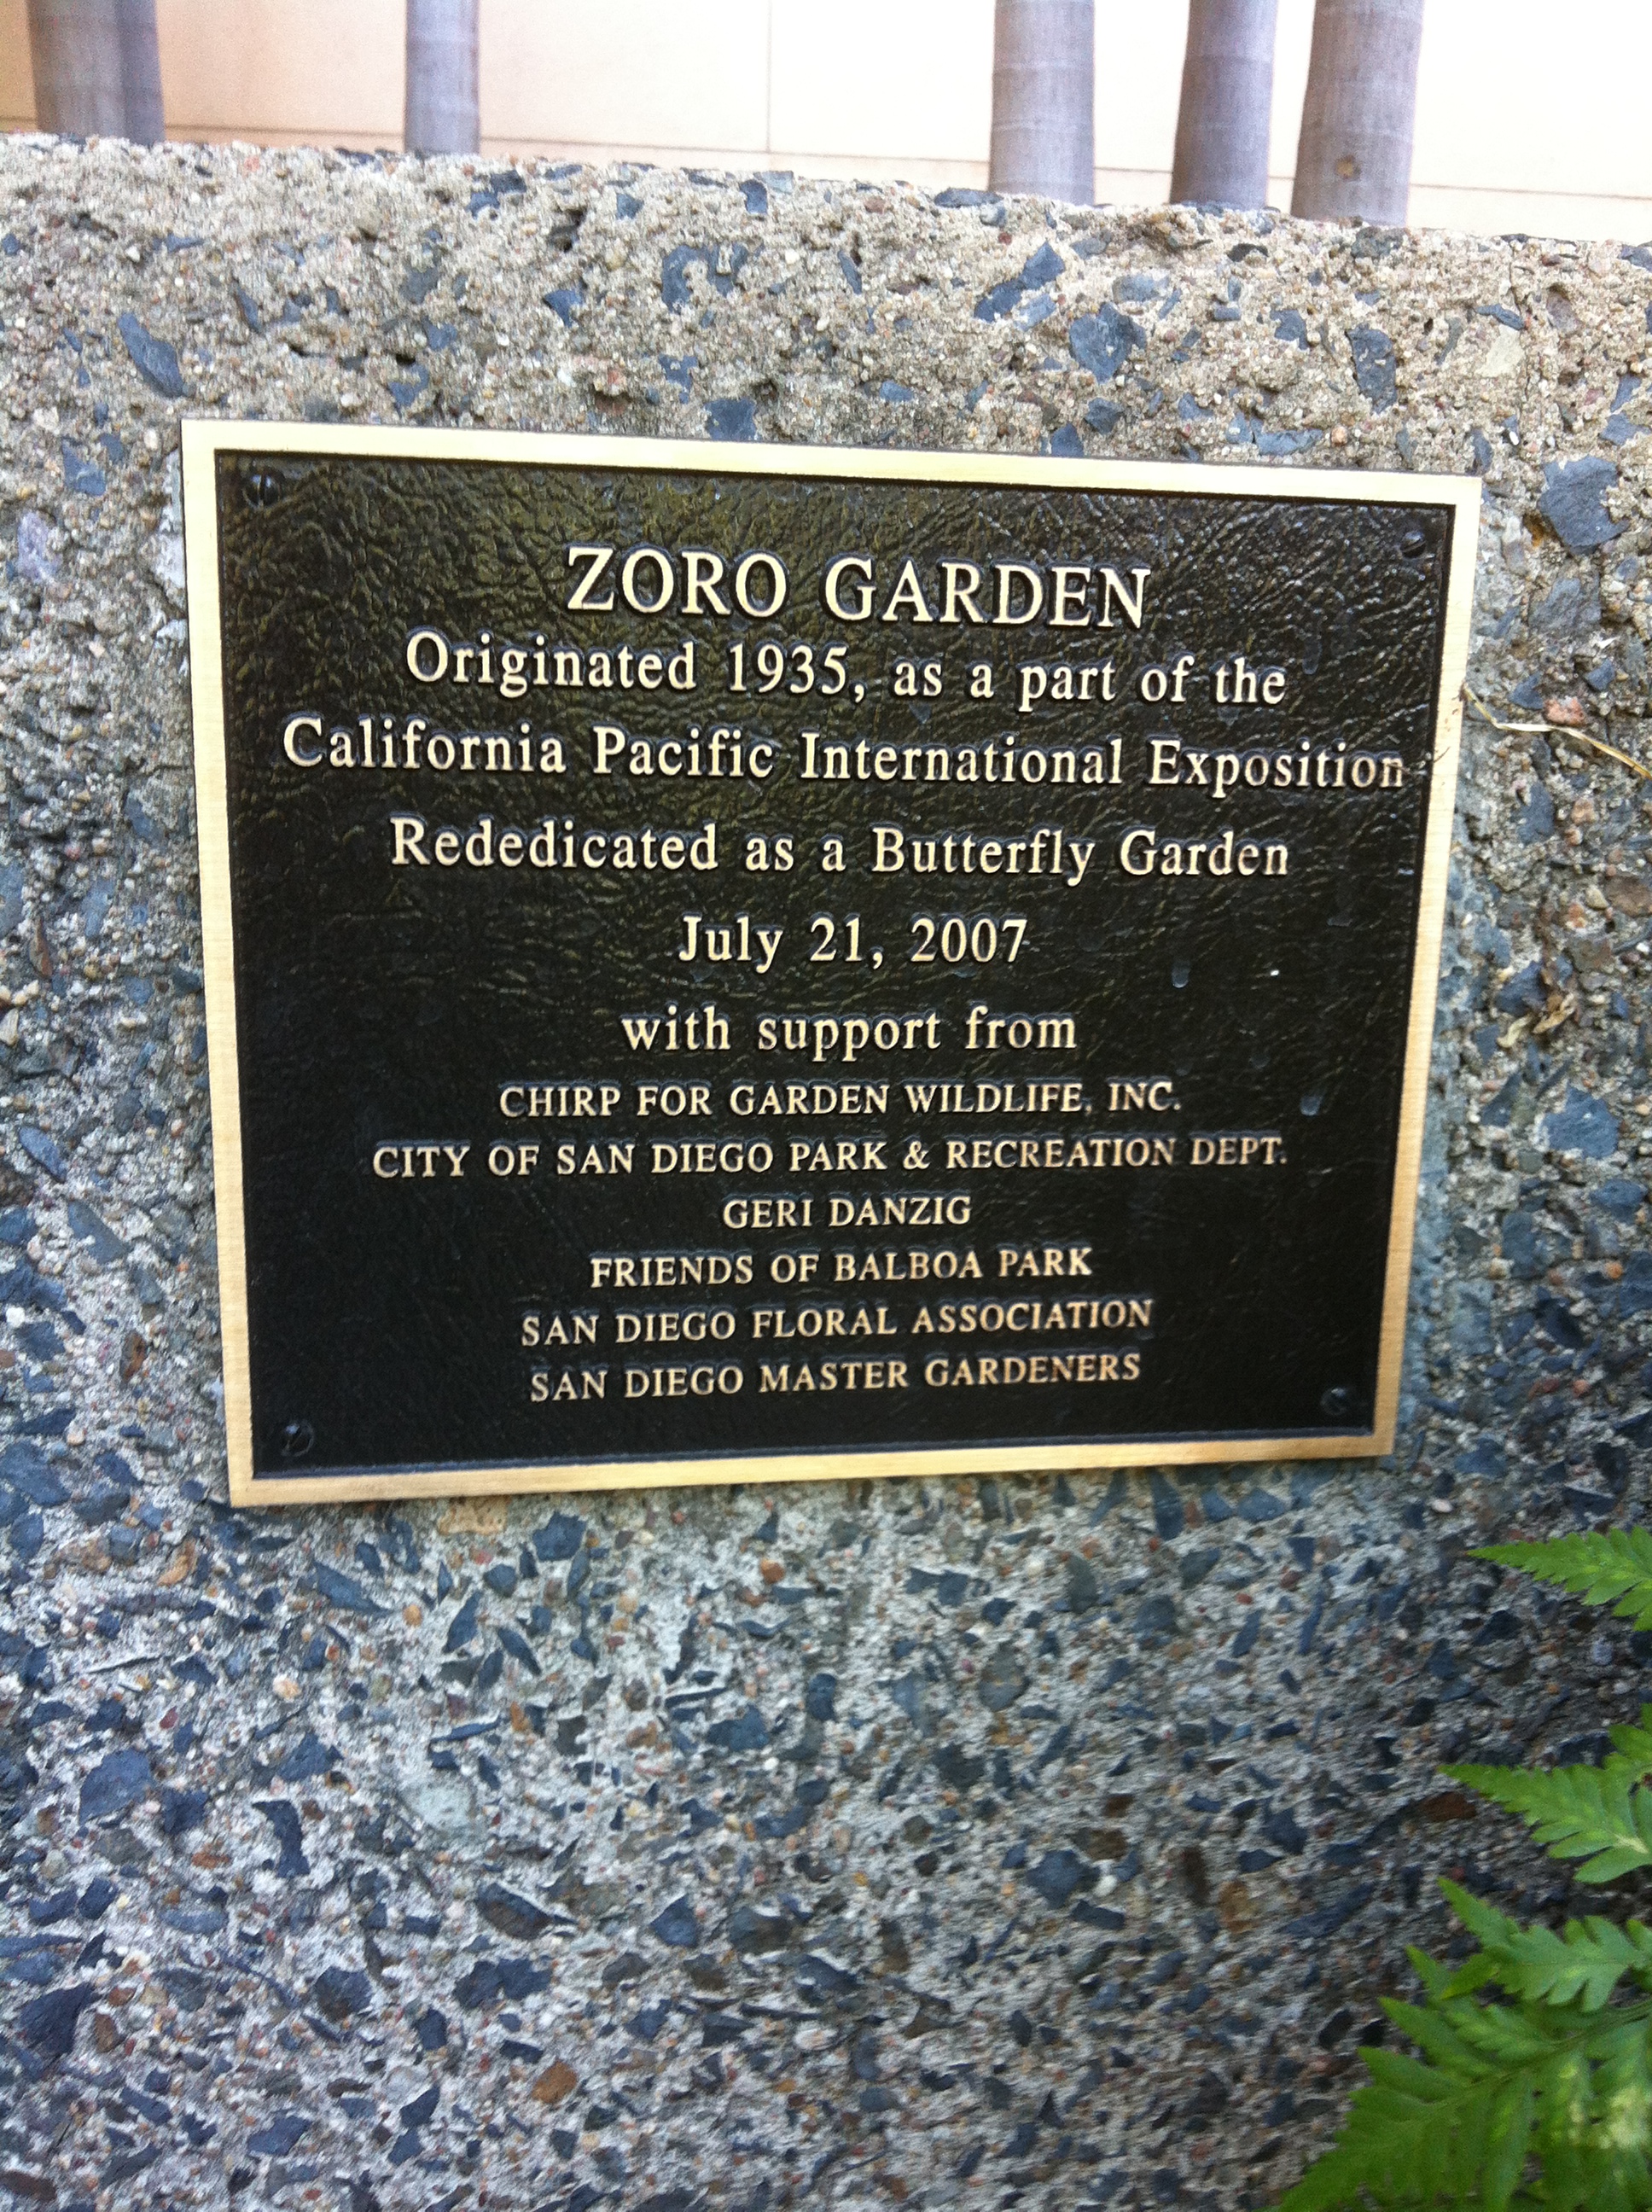 ZORO GARDEN
Originated 1935, as a part of the
California Pacific International Exposition
Rededicated as a Butterfly Garden
July 21, 2007
with support from
CHIRP FOR GARDEN WILDLIFE, INC.
CITY OF SAN DIEGO PARK & RECREATION DEPT.
GERI DANZIG
FRIENDS OF BALBOA PARK
SAN DIEGO FLORAL ASSOCIATION
SAN DIEGO MASTER GARDENERS